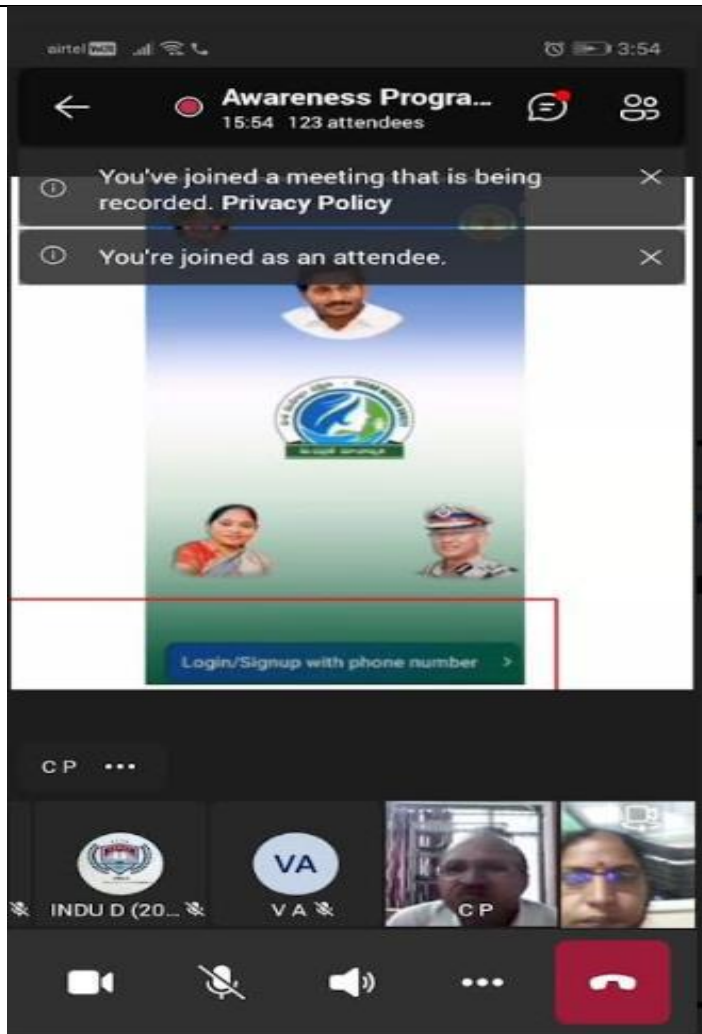 airtel 3:54
Awareness Progra...
15:54 123 attendees
You've joined a meeting that is being
recorded. Privacy Policy
You're joined as an attendee.
Login/Signup with phone number >
C P •••
VA
INDU D (20... V A C P